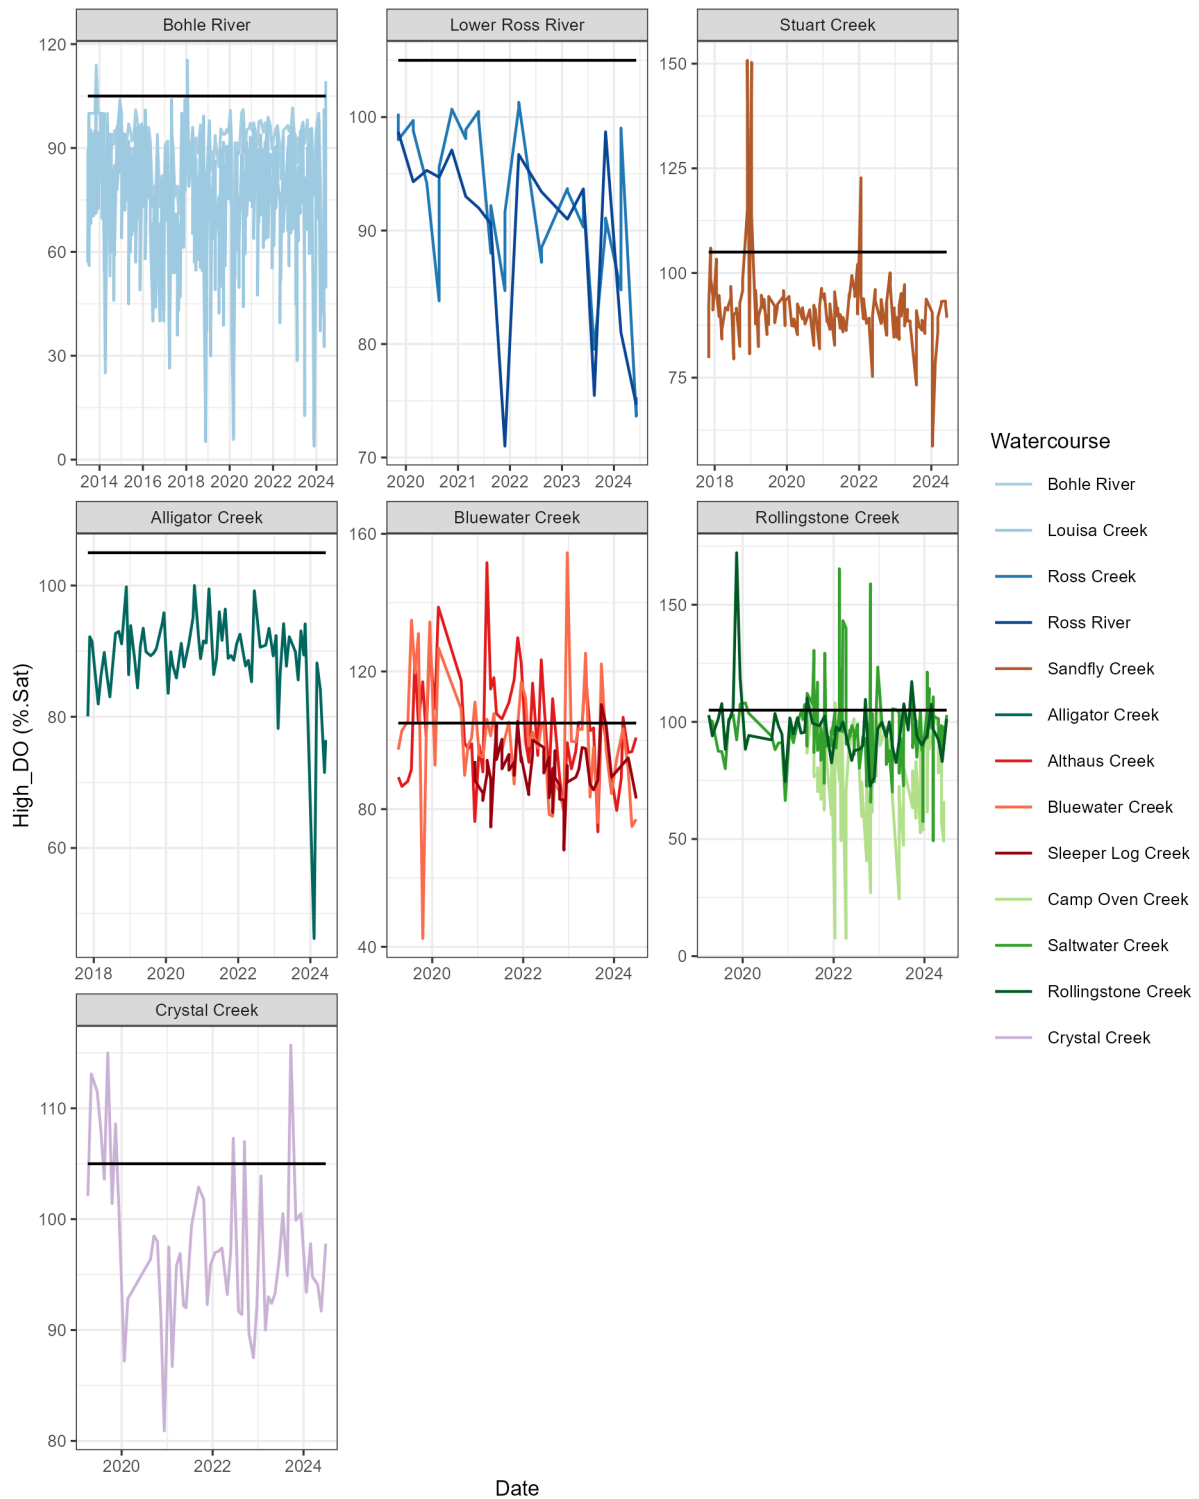 Bohle River
Lower Ross River
Stuart Creek
120
90
60
30
0
100
90
80
70
150
125
100
75
2014 2016 2018 2020 2022 2024
2020 2021 2022 2023 2024
2018 2020 2022 2024
Alligator Creek
Bluewater Creek
Rollingstone Creek
100
80
60
160
120
80
40
150
100
50
0
2018 2020 2022 2024
2020 2022 2024
2020 2022 2024
Crystal Creek
110
100
90
80
2020 2022 2024
High_DO (%.Sat)
Date
Watercourse
Bohle River
Louisa Creek
Ross Creek
Ross River
Sandfly Creek
Alligator Creek
Althaus Creek
Bluewater Creek
Sleeper Log Creek
Camp Oven Creek
Saltwater Creek
Rollingstone Creek
Crystal Creek